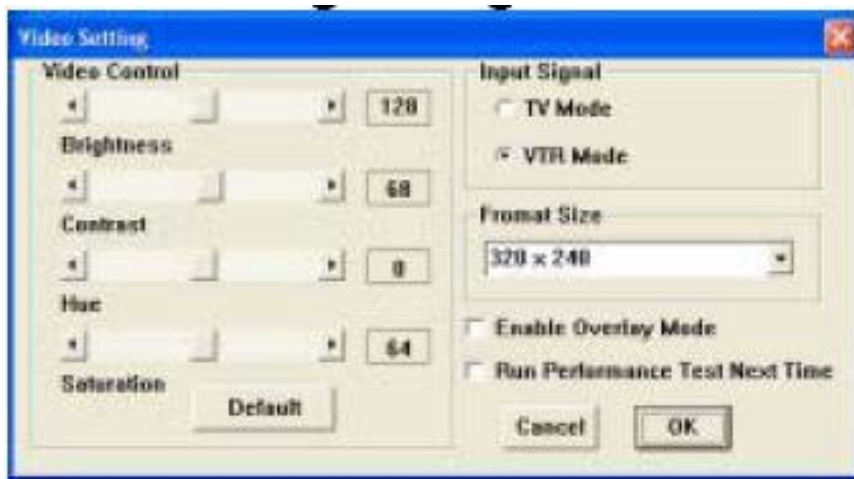 Video Setting
Video Control
128
Brightness
68
Contrast
0
Hue
64
Saturation
Default
Input Signal
TV Mode
VTR Mode
Fromat Size
320 x 240
Enable Overlay Mode
Run Performance Test Next Time
Cancel
OK